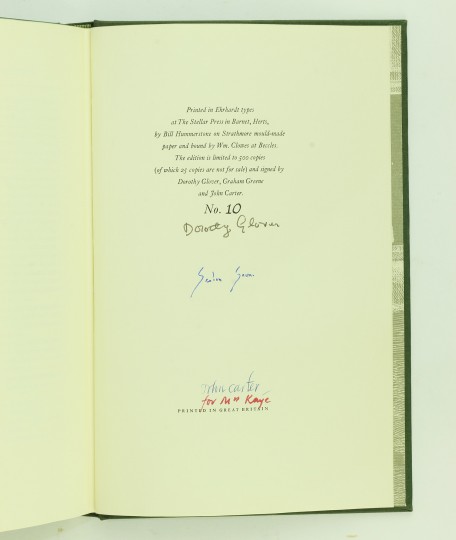 Printed in Ehrhardt types
at The Stellar Press in Barnet, Herts,
by Bill Hummerstone on Strathmore mould-made
paper and bound by Wm. Clowes at Beccles.
The edition is limited to 500 copies
(of which 25 copies are not for sale) and signed by
Dorothy Glover, Graham Greene
and John Carter.
No. 10
Dorothy Glover
Graham Greene
John Carter
for Mrs Kaye
PRINTED IN GREAT BRITAIN